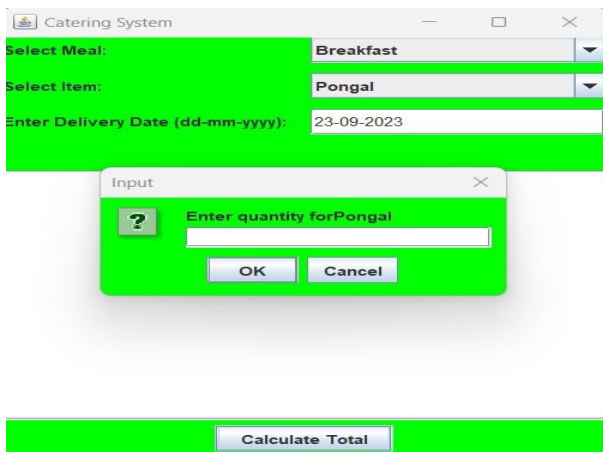 Catering System
Select Meal: Breakfast
Select Item: Pongal
Enter Delivery Date (dd-mm-yyyy): 23-09-2023
Input
? Enter quantity forPongal
OK Cancel
Calculate Total